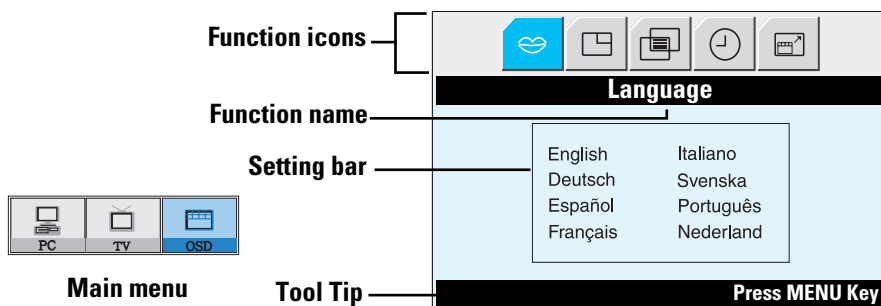 Function icons
Language
Function name
Setting bar
English Italiano
Deutsch Svenska
Español Português
Français Nederland
PC TV OSD
Main menu
Tool Tip
Press MENU Key